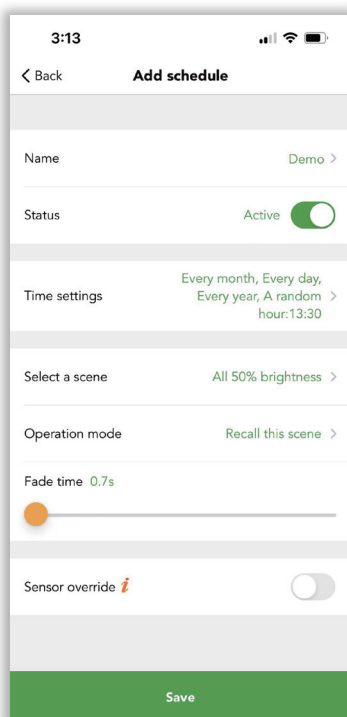 3:13
Back Add schedule
Name Demo
Status Active
Time settings Every month, Every day,
Every year, A random
hour:13:30
Select a scene All 50% brightness
Operation mode Recall this scene
Fade time 0.7s
Sensor override i
Save